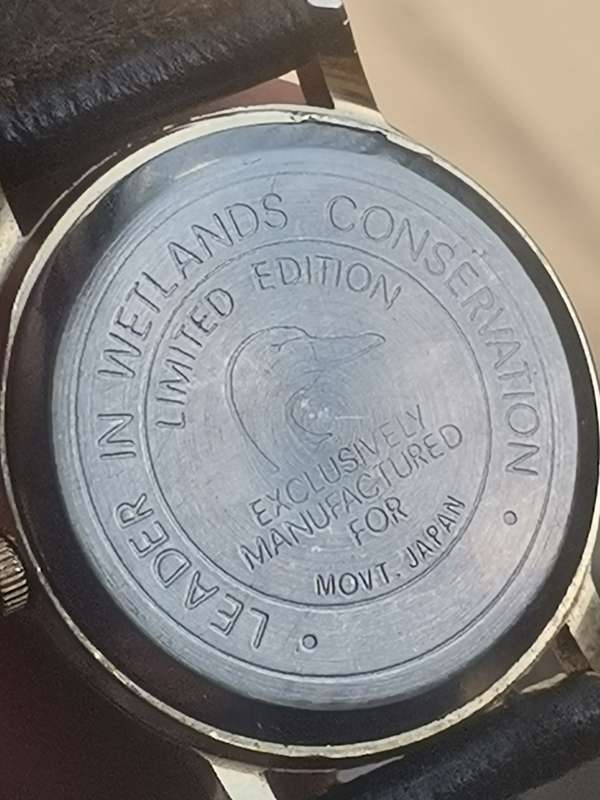 LEADER IN WETLANDS CONSERVATION
LIMITED EDITION
EXCLUSIVELY
MANUFACTURED
FOR
MOVT. JAPAN